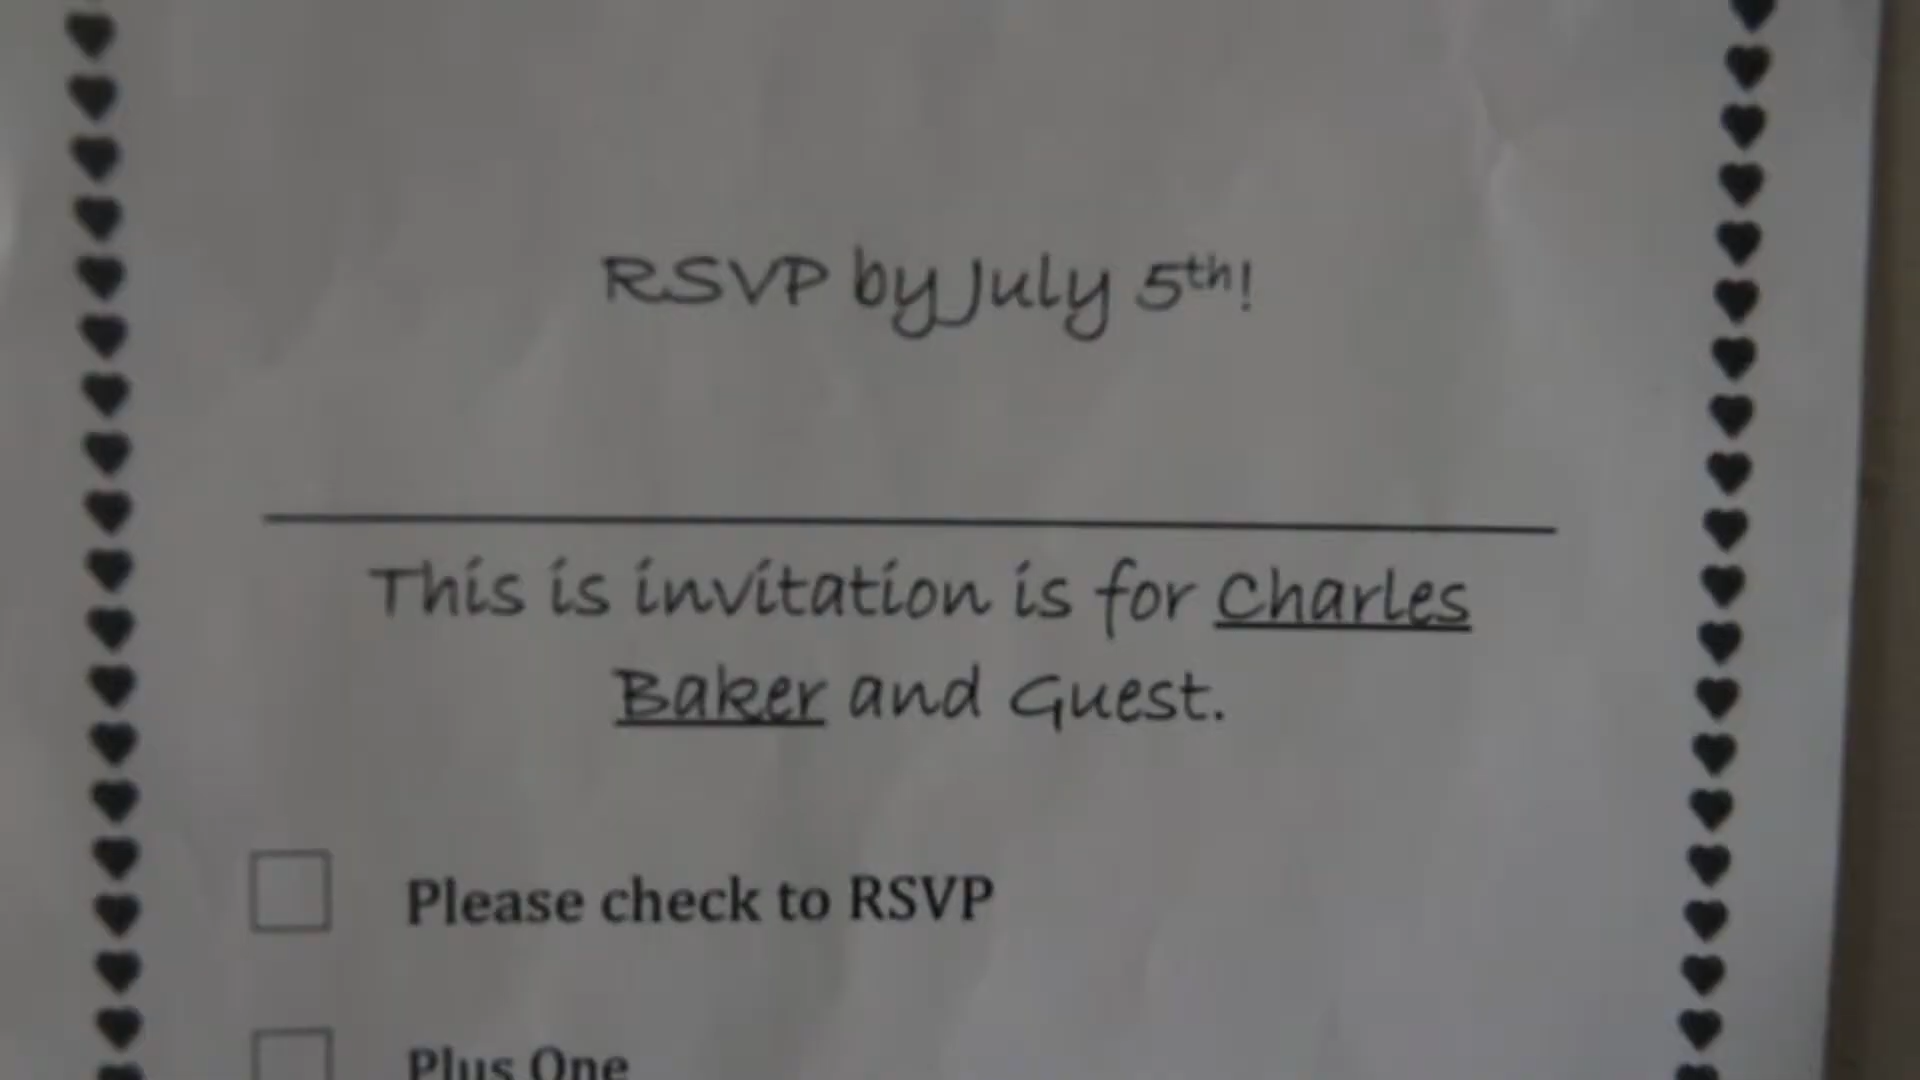 RSVP by July 5th!
This is invitation is for Charles
Baker and Guest.
Please check to RSVP
Plus One